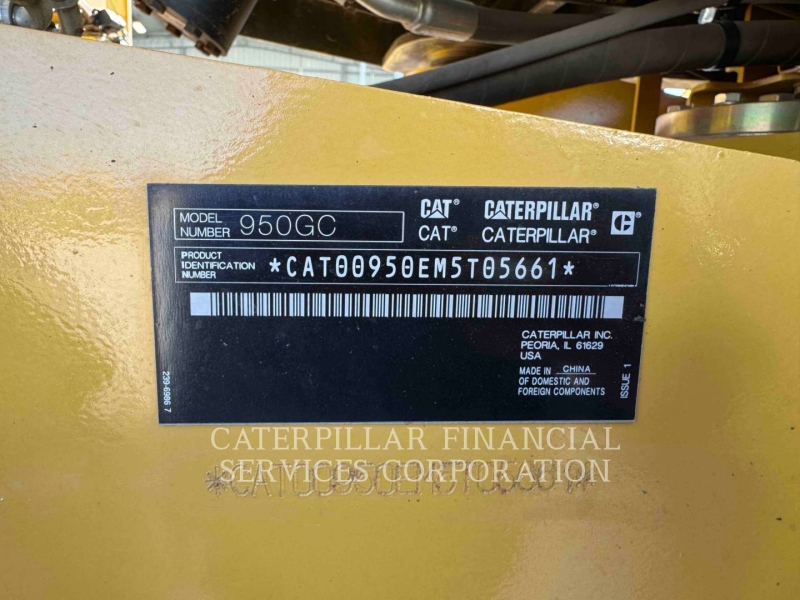 MODEL
NUMBER 950GC
CAT® CATERPILLAR®
CAT® CATERPILLAR®
PRODUCT
IDENTIFICATION
NUMBER
*CAT00950EM5T05661*
CATERPILLAR INC.
PEORIA, IL 61629
USA
MADE IN CHINA
OF DOMESTIC AND
FOREIGN COMPONENTS
ISSUE 1
239-6986 7
CATERPILLAR FINANCIAL
SERVICES CORPORATION